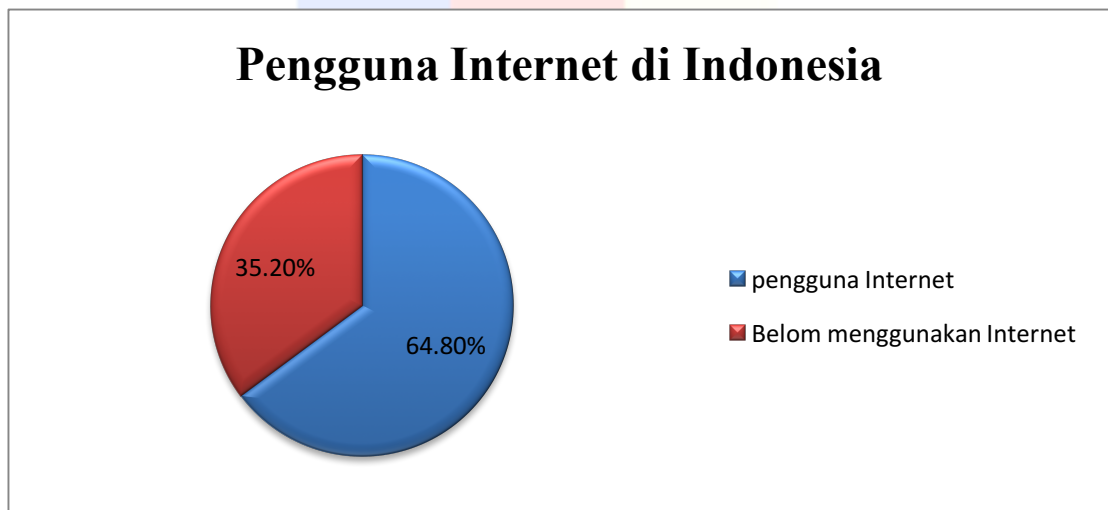 Pengguna Internet di Indonesia
35.20%
64.80%
pengguna Internet
Belom menggunakan Internet